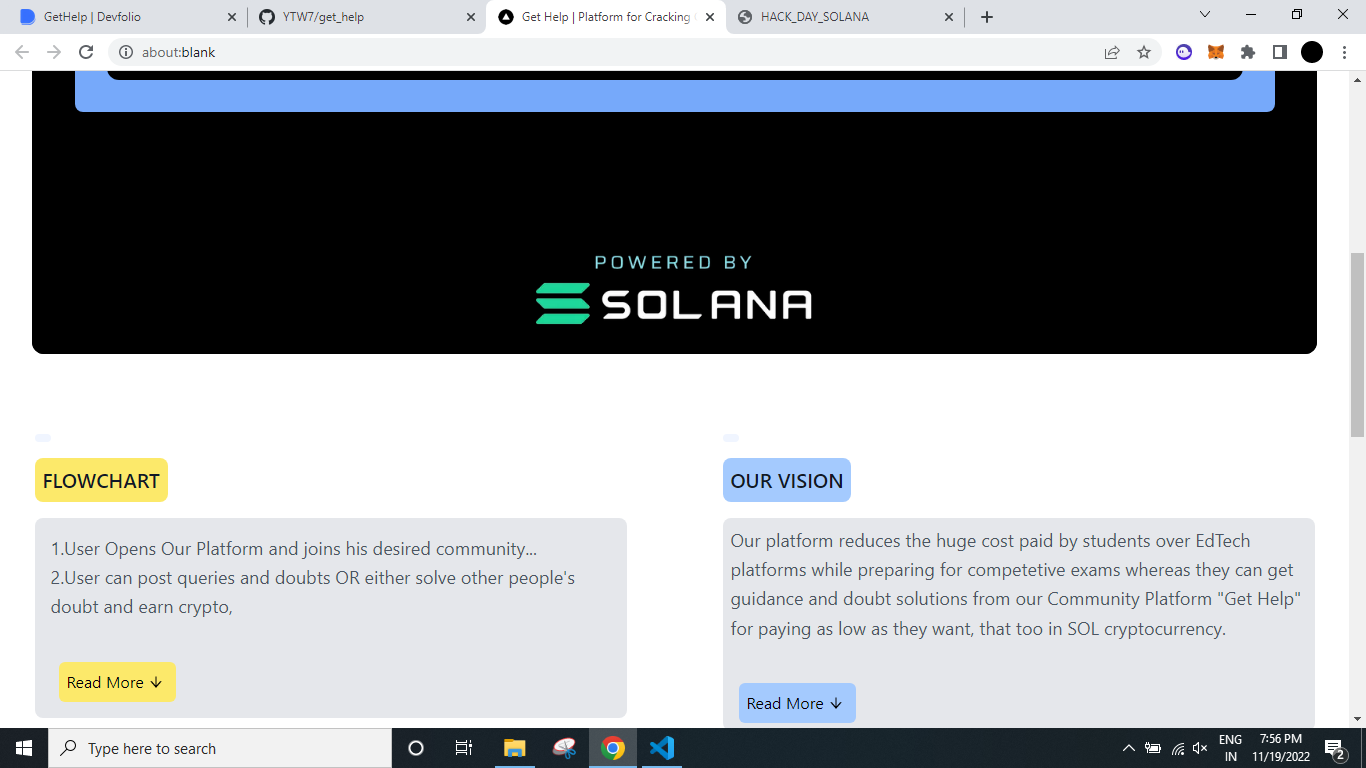 GetHelp | Devfolio
YTW7/get_help
Get Help | Platform for Cracking
HACK_DAY_SOLANA
about:blank
POWERED BY
SOLANA
FLOWCHART
1.User Opens Our Platform and joins his desired community...
2.User can post queries and doubts OR either solve other people's
doubt and earn crypto,
Read More ↓
OUR VISION
Our platform reduces the huge cost paid by students over EdTech
platforms while preparing for competetive exams whereas they can get
guidance and doubt solutions from our Community Platform "Get Help"
for paying as low as they want, that too in SOL cryptocurrency.
Read More ↓
Type here to search
ENG
IN
7:56 PM
11/19/2022
2